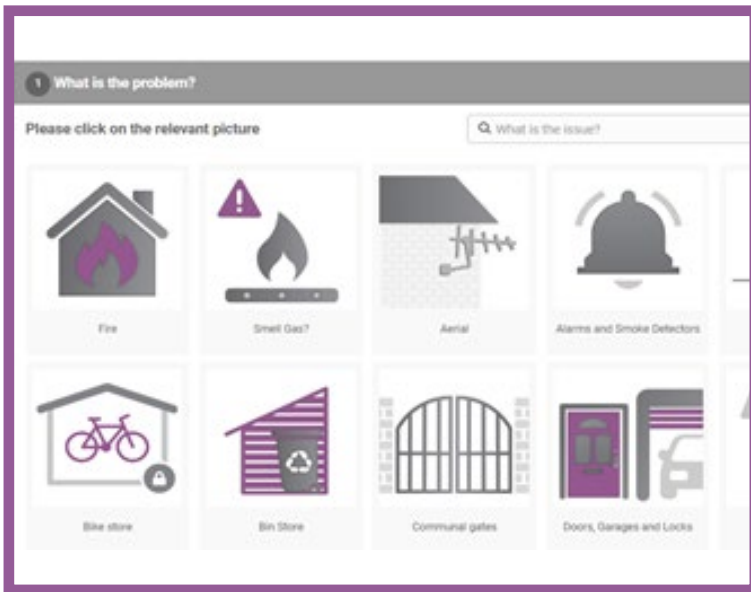 1 What is the problem?
Please click on the relevant picture
What is the issue?
Fire
Smell Gas?
Aerial
Alarms and Smoke Detectors
Bike store
Bin Store
Communal gates
Doors, Garages and Locks